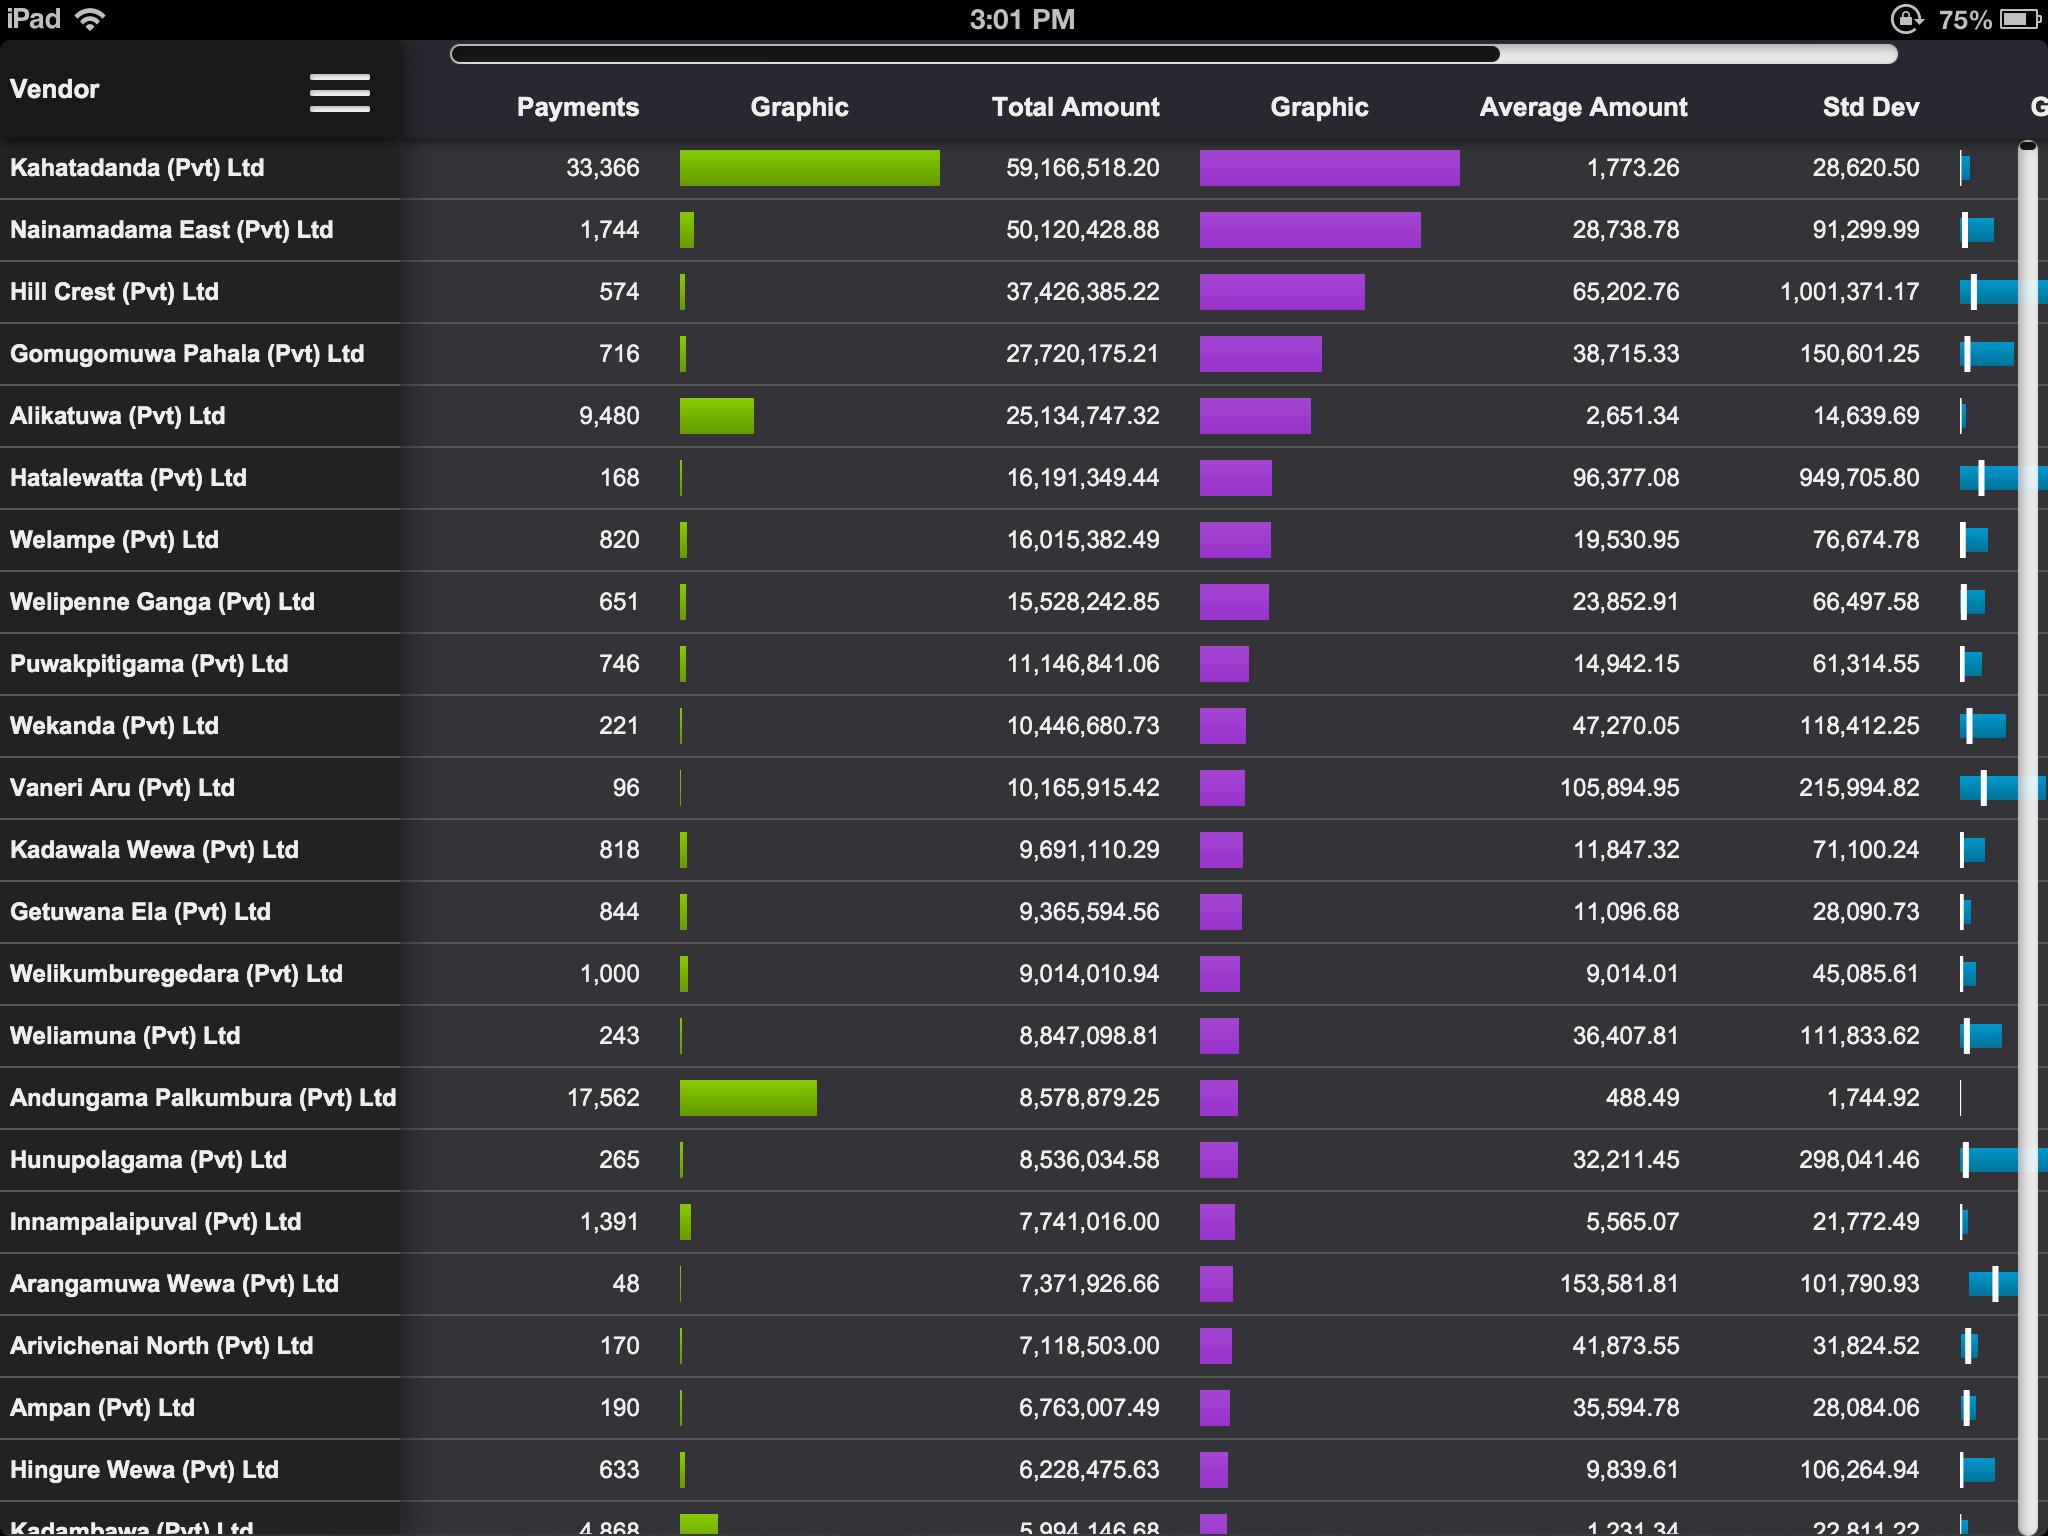 iPad 3:01 PM 75%
Vendor Payments Graphic Total Amount Graphic Average Amount Std Dev G
Kahatadanda (Pvt) Ltd 33,366 59,166,518.20 1,773.26 28,620.50
Nainamadama East (Pvt) Ltd 1,744 50,120,428.88 28,738.78 91,299.99
Hill Crest (Pvt) Ltd 574 37,426,385.22 65,202.76 1,001,371.17
Gomugomuwa Pahala (Pvt) Ltd 716 27,720,175.21 38,715.33 150,601.25
Alikatuwa (Pvt) Ltd 9,480 25,134,747.32 2,651.34 14,639.69
Hatalewatta (Pvt) Ltd 168 16,191,349.44 96,377.08 949,705.80
Welampe (Pvt) Ltd 820 16,015,382.49 19,530.95 76,674.78
Welipenne Ganga (Pvt) Ltd 651 15,528,242.85 23,852.91 66,497.58
Puwakpitigama (Pvt) Ltd 746 11,146,841.06 14,942.15 61,314.55
Wekanda (Pvt) Ltd 221 10,446,680.73 47,270.05 118,412.25
Vaneri Aru (Pvt) Ltd 96 10,165,915.42 105,894.95 215,994.82
Kadawala Wewa (Pvt) Ltd 818 9,691,110.29 11,847.32 71,100.24
Getuwana Ela (Pvt) Ltd 844 9,365,594.56 11,096.68 28,090.73
Welikumburegedara (Pvt) Ltd 1,000 9,014,010.94 9,014.01 45,085.61
Weliamuna (Pvt) Ltd 243 8,847,098.81 36,407.81 111,833.62
Andungama Palkumbura (Pvt) Ltd 17,562 8,578,879.25 488.49 1,744.92
Hunupolagama (Pvt) Ltd 265 8,536,034.58 32,211.45 298,041.46
Innampalaipuval (Pvt) Ltd 1,391 7,741,016.00 5,565.07 21,772.49
Arangamuwa Wewa (Pvt) Ltd 48 7,371,926.66 153,581.81 101,790.93
Arivichenai North (Pvt) Ltd 170 7,118,503.00 41,873.55 31,824.52
Ampan (Pvt) Ltd 190 6,763,007.49 35,594.78 28,084.06
Hingure Wewa (Pvt) Ltd 633 6,228,475.63 9,839.61 106,264.94
Kadambawa (Pvt) Ltd 4,868 5,994,146.68 1,231.34 22,811.22